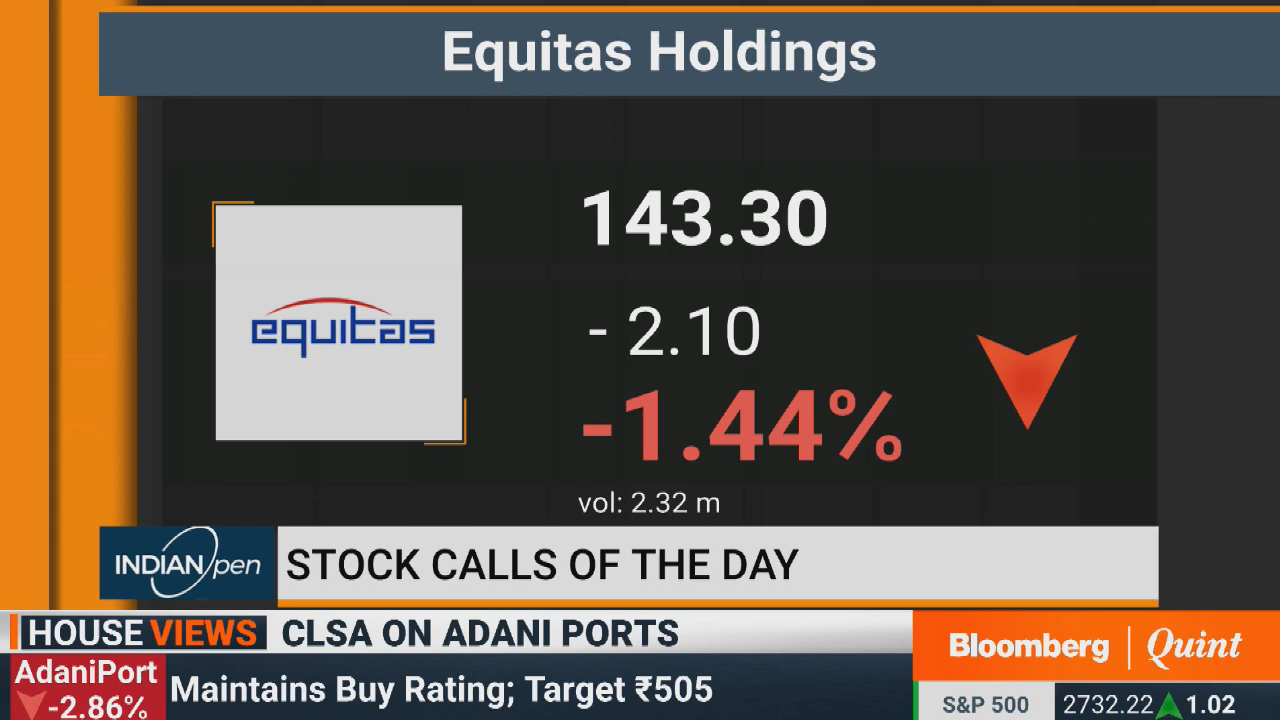 Equitas Holdings
143.30
equitas
- 2.10
-1.44%
vol: 2.32 m
INDIAN Open
STOCK CALLS OF THE DAY
HOUSE VIEWS CLSA ON ADANI PORTS
Bloomberg | Quint
AdaniPort
-2.86%
Maintains Buy Rating; Target ₹505
S&P 500 2732.22 1.02